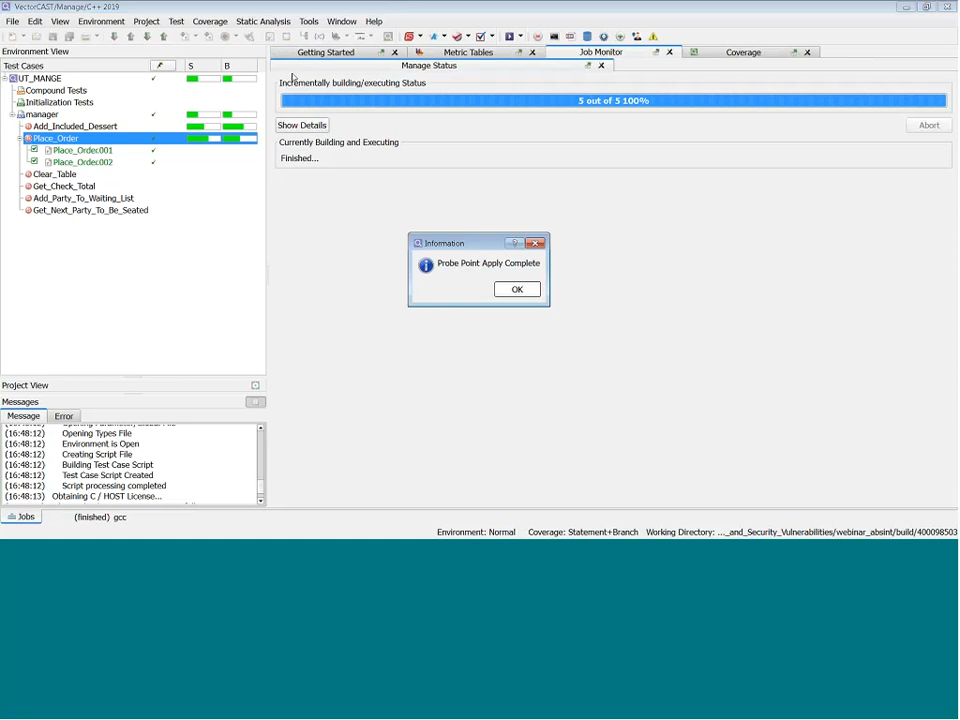 VectorCAST/Manage/C++ 2019
File Edit View Environment Project Test Coverage Static Analysis Tools Window Help
Environment View
Getting Started Metric Tables Job Monitor Coverage
Test Cases S B
Manage Status
UT_MANGE
Compound Tests
Initialization Tests
manager
Add_Included_Dessert
Place_Order
Place_Order.001
Place_Order.002
Clear_Table
Get_Check_Total
Add_Party_To_Waiting_List
Get_Next_Party_To_Be_Seated
Incrementally building/executing Status
5 out of 5 100%
Show Details Abort
Currently Building and Executing
Finished...
Information
Probe Point Apply Complete
OK
Project View
Messages
Message Error
(16:48:12) Opening Types File
(16:48:12) Environment is Open
(16:48:12) Creating Script File
(16:48:12) Building Test Case Script
(16:48:12) Test Case Script Created
(16:48:12) Script processing completed
(16:48:13) Obtaining C / HOST License...
Jobs (finished) gcc
Environment: Normal Coverage: Statement+Branch Working Directory: ..._and_Security_Vulnerabilities/webinar_absint/build/400098503